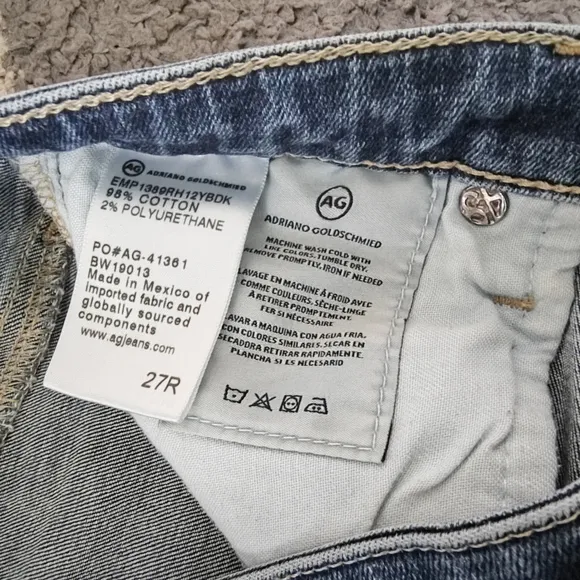 AG ADRIANO GOLDSCHMIED
EMP1389RH12YBDK
98% COTTON
2% POLYURETHANE
PO#AG-41361
BW19013
Made in Mexico of
imported fabric and
globally sourced
components
www.agjeans.com
27R
AG
ADRIANO GOLDSCHMIED
MACHINE WASH COLD WITH
LIKE COLORS. TUMBLE DRY.
REMOVE PROMPTLY, IRON IF NEEDED
LAVAGE EN MACHINE À FROID AVEC
COMME COULEURS. SÈCHE-LINGE
À RETIRER PROMPTEMENT
FER SI NÉCESSAIRE
LAVAR A MAQUINA CON AGUA FRIA,
CON COLORES SIMILARES. SECAR EN
SECADORA RETIRAR RAPIDAMENTE.
PLANCHA SI ES NECESARIO
AG